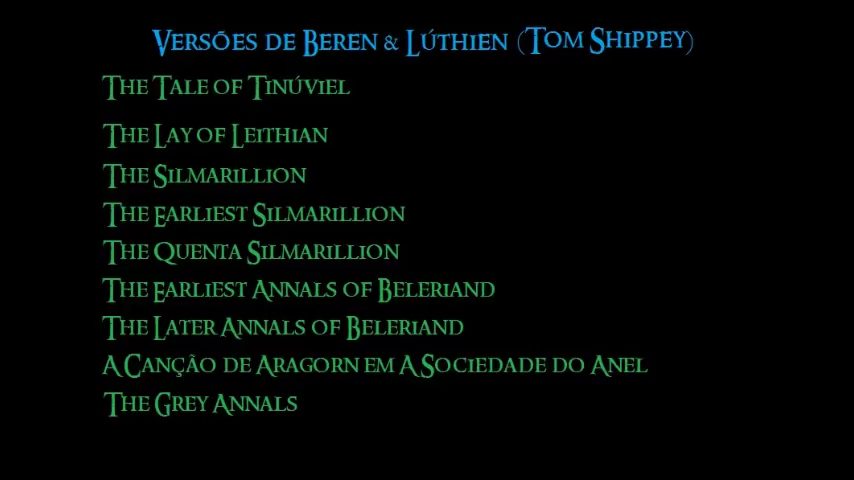 Versões de Beren & Lúthien (Tom Shippey)
The Tale of Tinúviel
The Lay of Leithian
The Silmarillion
The Earliest Silmarillion
The Quenta Silmarillion
The Earliest Annals of Beleriand
The Later Annals of Beleriand
A Canção de Aragorn em A Sociedade do Anel
The Grey Annals